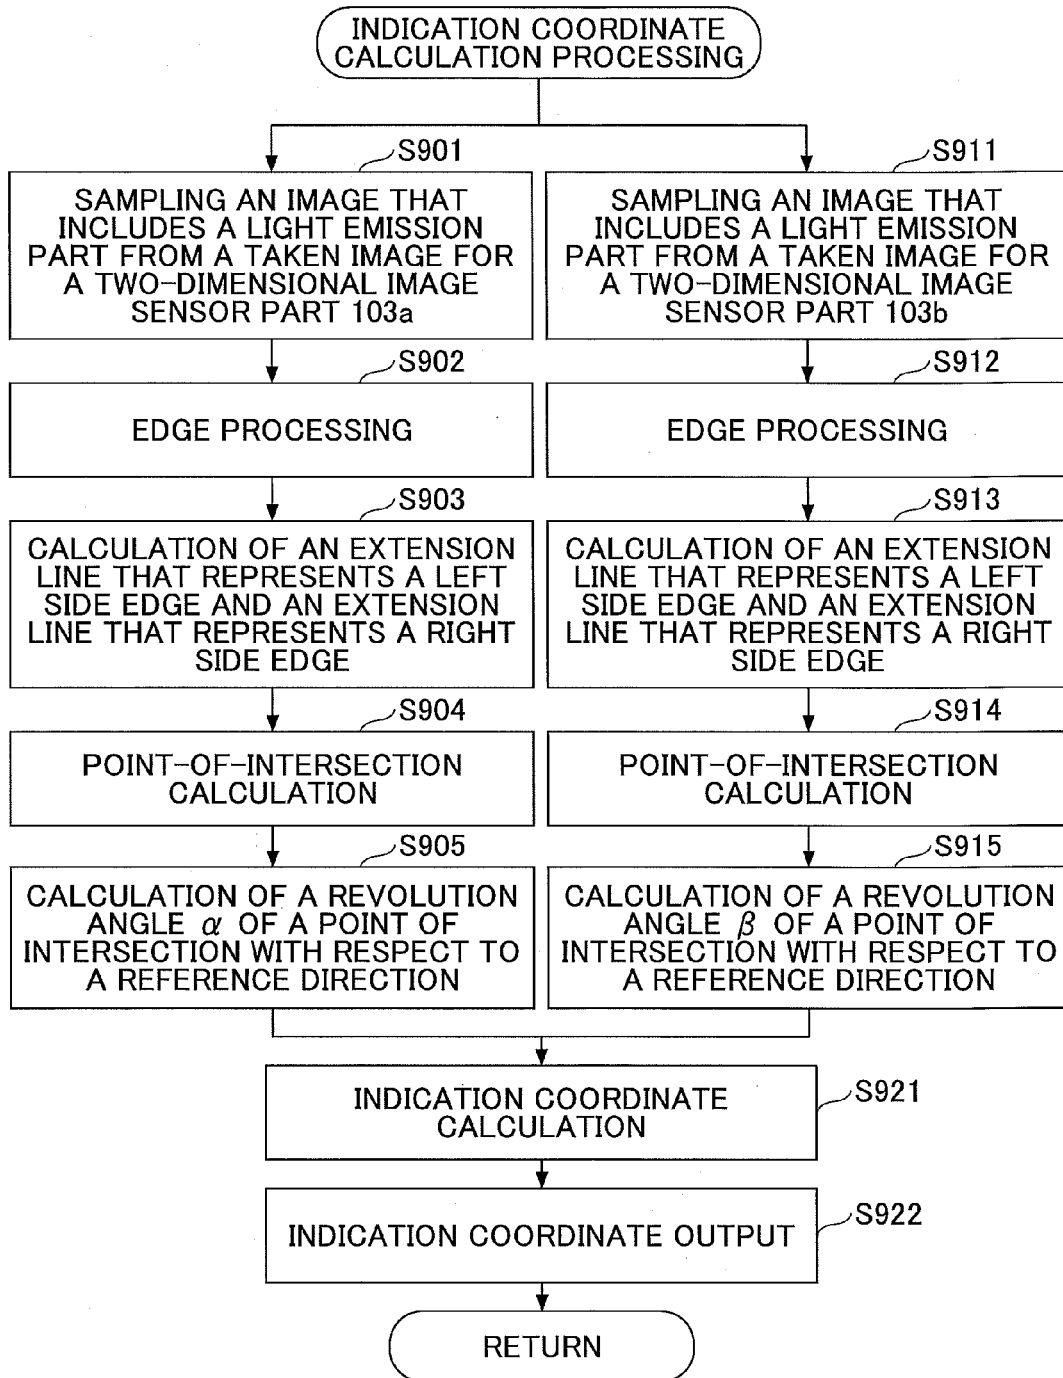 INDICATION COORDINATE
CALCULATION PROCESSING
S901
SAMPLING AN IMAGE THAT
INCLUDES A LIGHT EMISSION
PART FROM A TAKEN IMAGE FOR
A TWO-DIMENSIONAL IMAGE
SENSOR PART 103a
S902
EDGE PROCESSING
S903
CALCULATION OF AN EXTENSION
LINE THAT REPRESENTS A LEFT
SIDE EDGE AND AN EXTENSION
LINE THAT REPRESENTS A RIGHT
SIDE EDGE
S904
POINT-OF-INTERSECTION
CALCULATION
S905
CALCULATION OF A REVOLUTION
ANGLE α OF A POINT OF
INTERSECTION WITH RESPECT TO
A REFERENCE DIRECTION
S911
SAMPLING AN IMAGE THAT
INCLUDES A LIGHT EMISSION
PART FROM A TAKEN IMAGE FOR
A TWO-DIMENSIONAL IMAGE
SENSOR PART 103b
S912
EDGE PROCESSING
S913
CALCULATION OF AN EXTENSION
LINE THAT REPRESENTS A LEFT
SIDE EDGE AND AN EXTENSION
LINE THAT REPRESENTS A RIGHT
SIDE EDGE
S914
POINT-OF-INTERSECTION
CALCULATION
S915
CALCULATION OF A REVOLUTION
ANGLE β OF A POINT OF
INTERSECTION WITH RESPECT TO
A REFERENCE DIRECTION
S921
INDICATION COORDINATE
CALCULATION
S922
INDICATION COORDINATE OUTPUT
RETURN